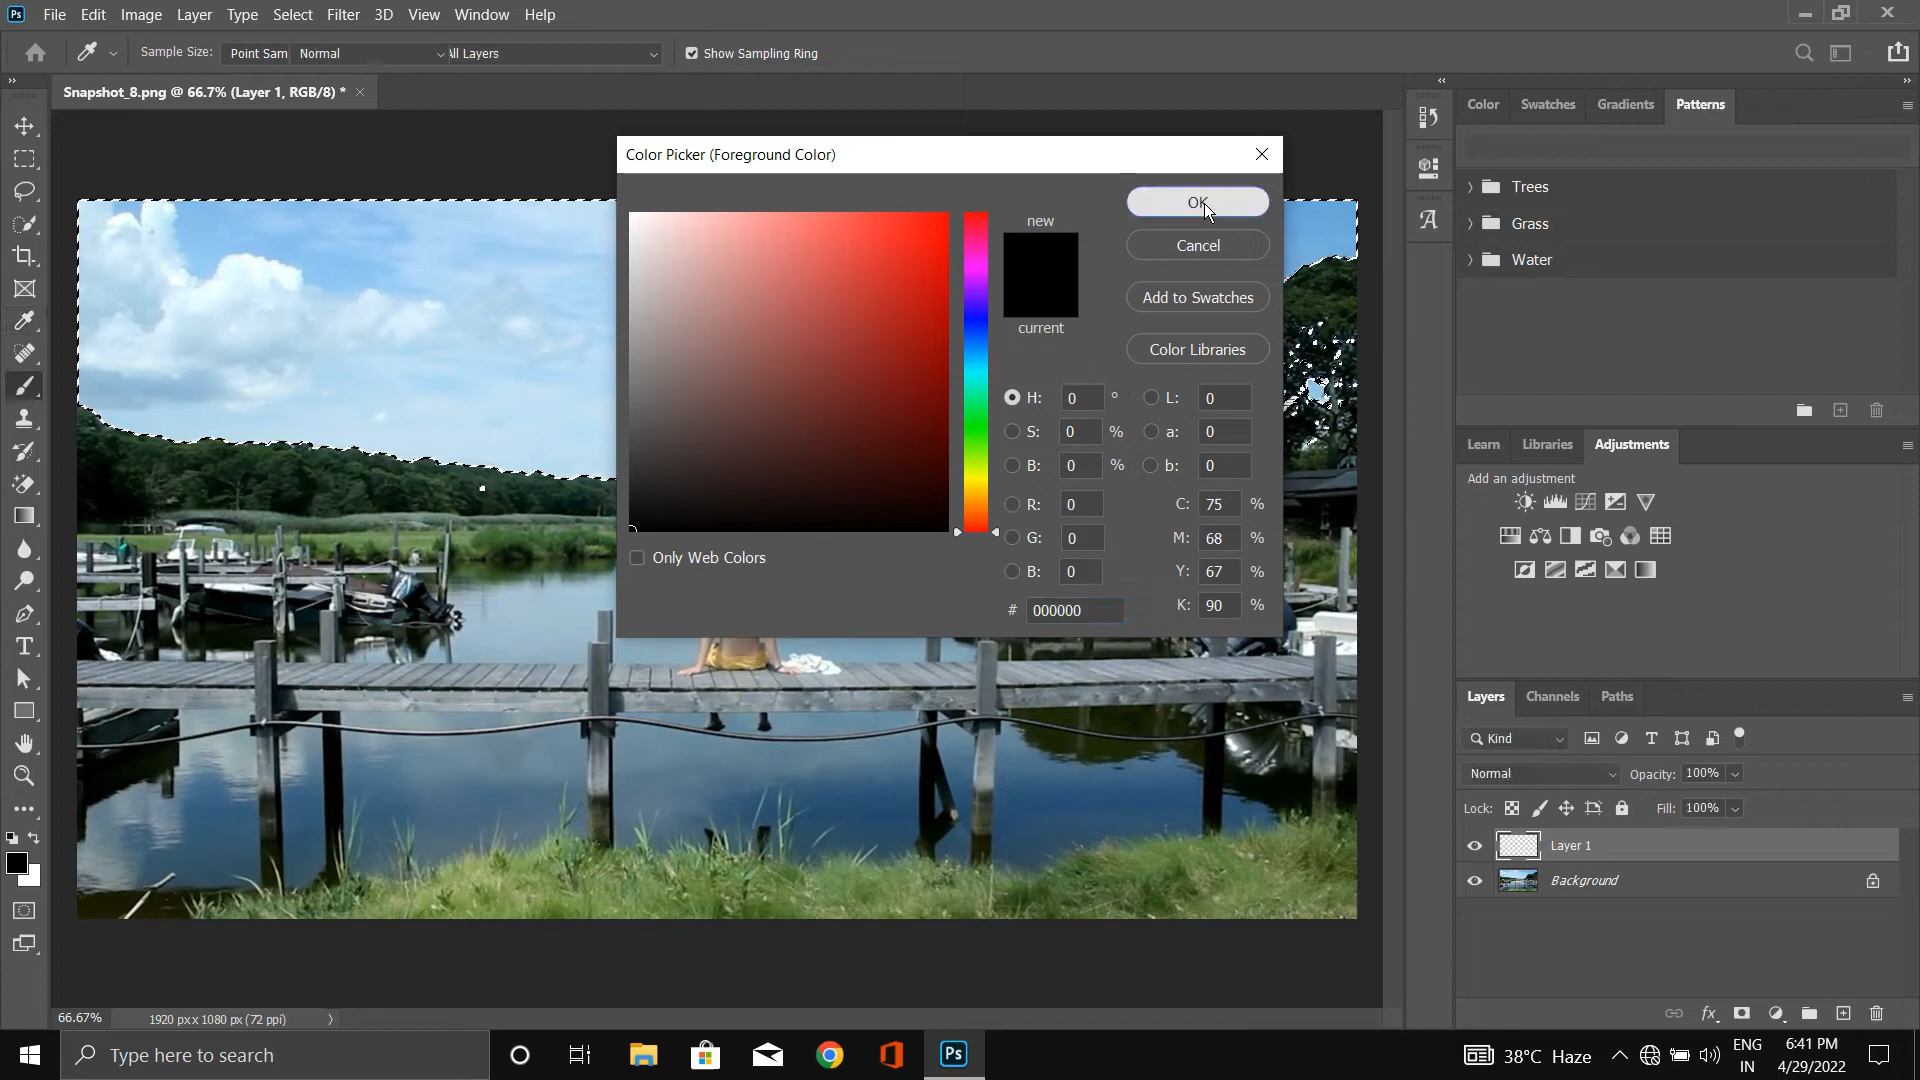 Ps File Edit Image Layer Type Select Filter 3D View Window Help
Sample Size: Point Sam Normal All Layers Show Sampling Ring
Snapshot_8.png @ 66.7% (Layer 1, RGB/8) *
Color Swatches Gradients Patterns
Color Picker (Foreground Color)
Trees
Grass
Water
new
current
OK
Cancel
Add to Swatches
Color Libraries
H: 0 ° L: 0
S: 0 % a: 0
B: 0 % b: 0
R: 0 C: 75 %
G: 0 M: 68 %
B: 0 Y: 67 %
# 000000 K: 90 %
Only Web Colors
Learn Libraries Adjustments
Add an adjustment
Layers Channels Paths
Kind
Normal Opacity: 100%
Lock: Fill: 100%
Layer 1
Background
66.67% 1920 px x 1080 px (72 ppi)
Type here to search
Ps
38°C Haze
ENG
IN
6:41 PM
4/29/2022